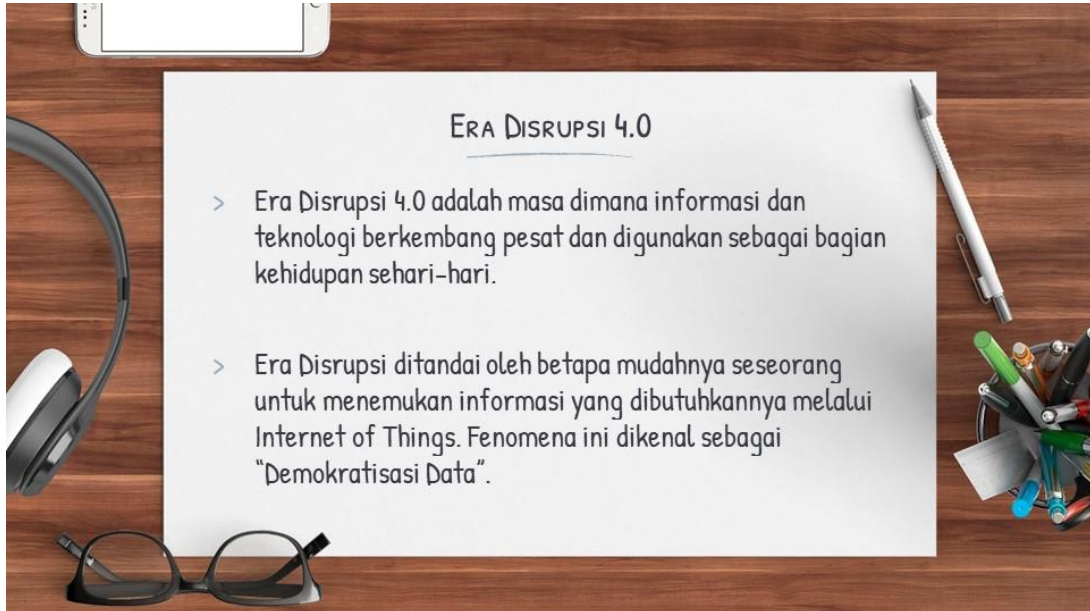 Era Disrupsi 4.0
> Era Disrupsi 4.0 adalah masa dimana informasi dan
teknologi berkembang pesat dan digunakan sebagai bagian
kehidupan sehari-hari.
> Era Disrupsi ditandai oleh betapa mudahnya seseorang
untuk menemukan informasi yang dibutuhkannya melalui
Internet of Things. Fenomena ini dikenal sebagai
“Demokratisasi Data”.